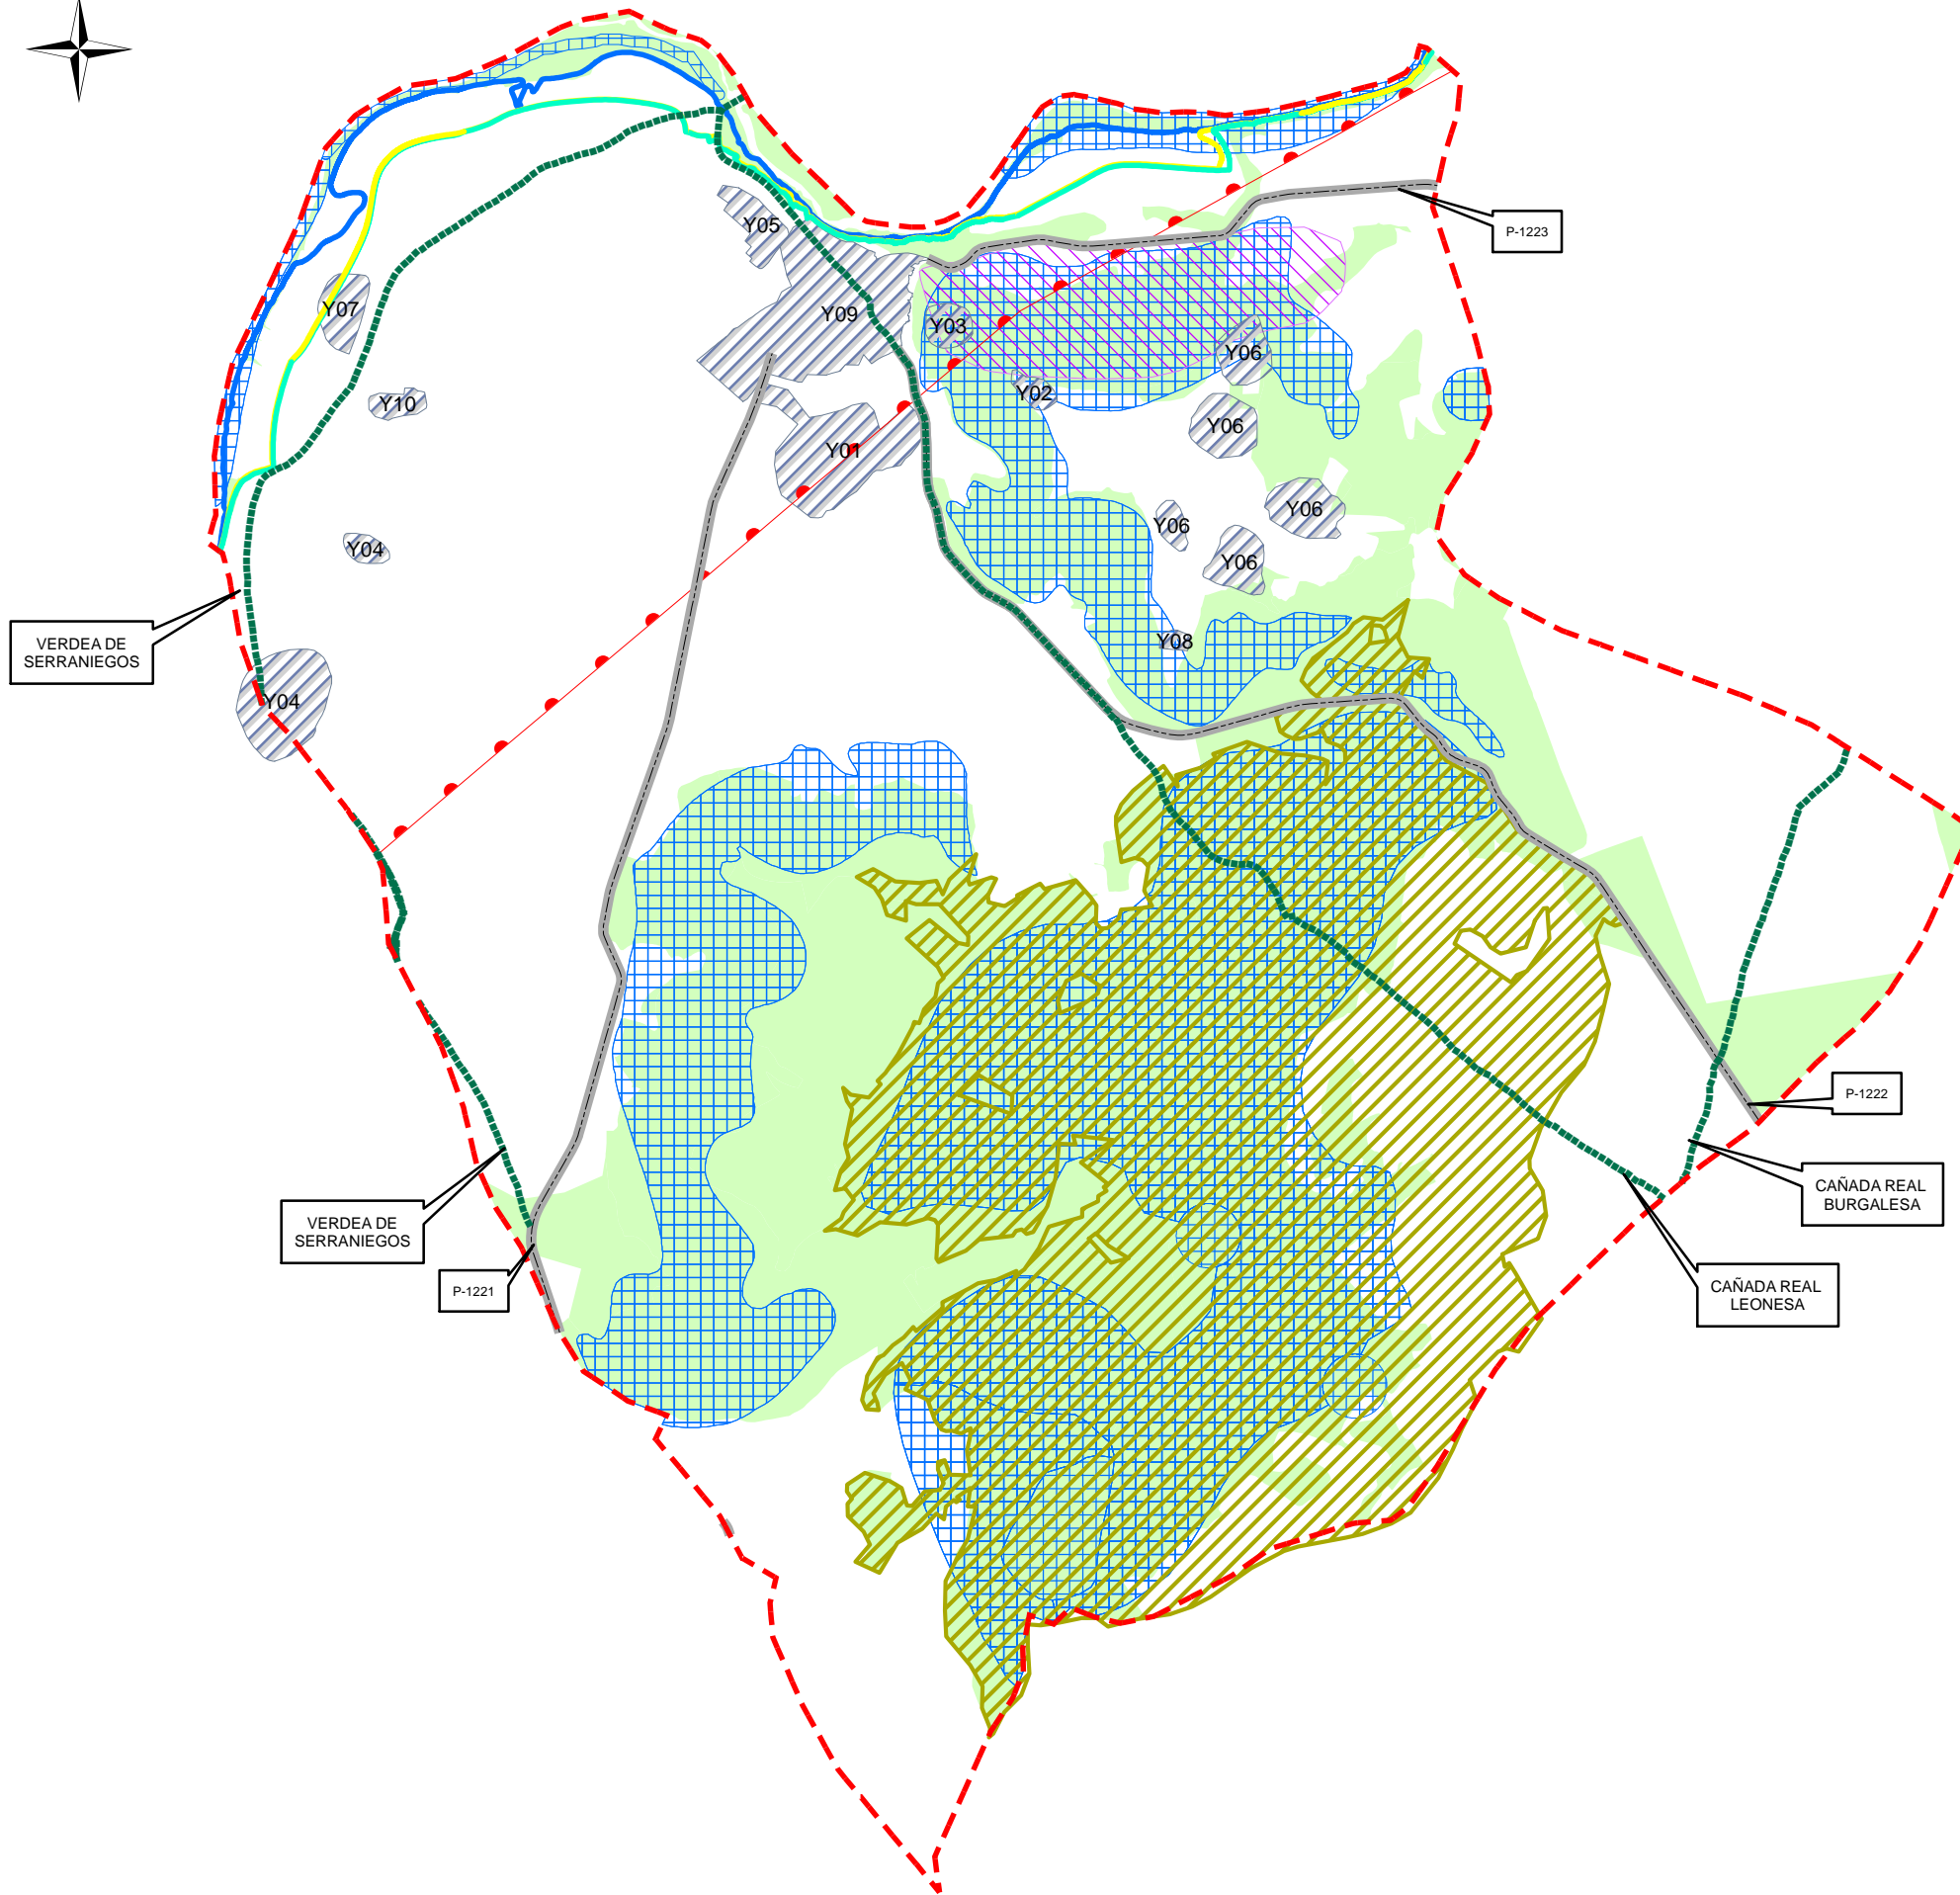 P-1223
Y05
Y07
Y09
Y03
Y06
Y02
Y10
Y06
Y01
Y06
Y06
Y04
Y06
VERDEA DE
SERRANIEGOS
Y08
Y04
P-1222
CAÑADA REAL
BURGALESA
VERDEA DE
SERRANIEGOS
P-1221
CAÑADA REAL
LEONESA